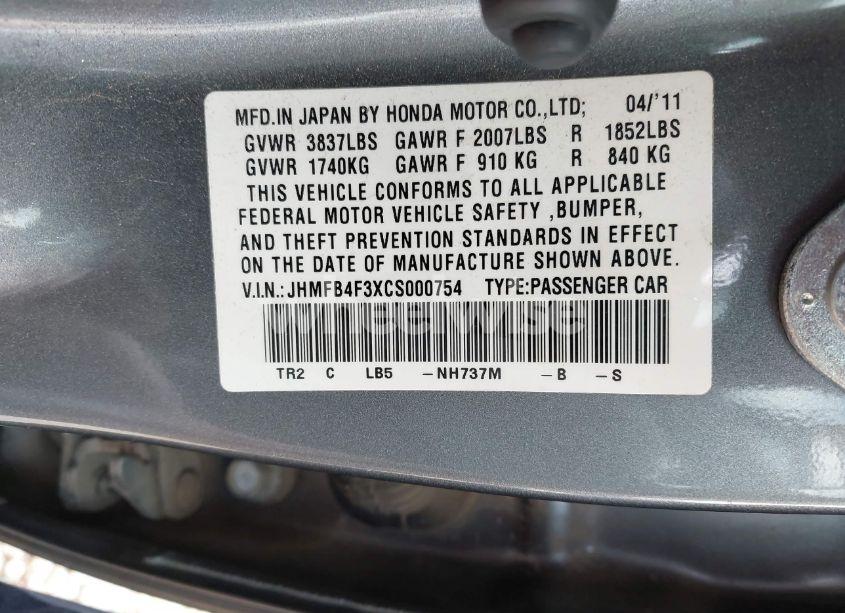 MFD.IN JAPAN BY HONDA MOTOR CO.,LTD; 04/'11
GVWR 3837LBS GAWR F 2007LBS R 1852LBS
GVWR 1740KG GAWR F 910 KG R 840 KG
THIS VEHICLE CONFORMS TO ALL APPLICABLE
FEDERAL MOTOR VEHICLE SAFETY ,BUMPER,
AND THEFT PREVENTION STANDARDS IN EFFECT
ON THE DATE OF MANUFACTURE SHOWN ABOVE.
V.I.N.: JHMFB4F3XCS000754 TYPE:PASSENGER CAR
wheelwise
TR2 C LB5 -NH737M -B -S